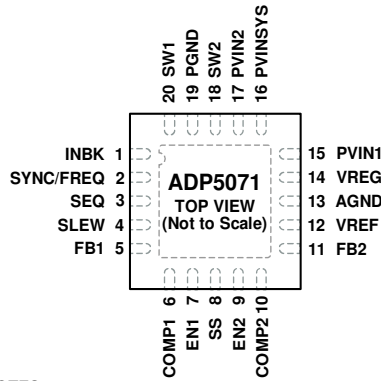 20 SW1
19 PGND
18 SW2
17 PVIN2
16 PVINSYS
INBK 1
SYNC/FREQ 2
SEQ 3
SLEW 4
FB1 5
ADP5071
TOP VIEW
(Not to Scale)
15 PVIN1
14 VREG
13 AGND
12 VREF
11 FB2
COMP1 6
EN1 7
SS 8
EN2 9
COMP2 10